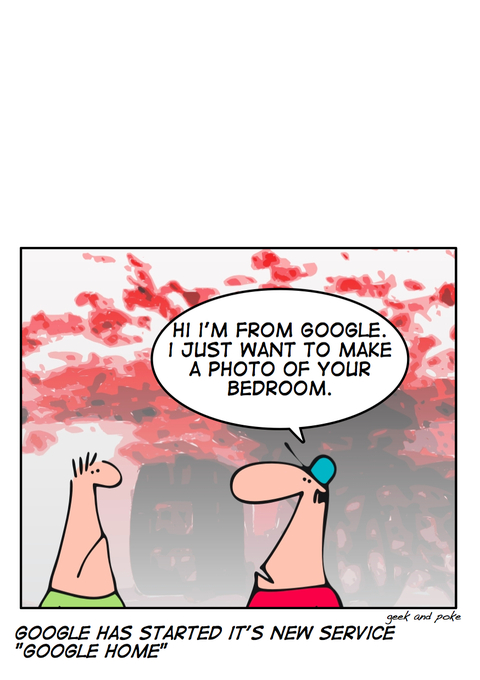 HI I'M FROM GOOGLE.
I JUST WANT TO MAKE
A PHOTO OF YOUR
BEDROOM.
geek and poke
GOOGLE HAS STARTED IT'S NEW SERVICE
"GOOGLE HOME"